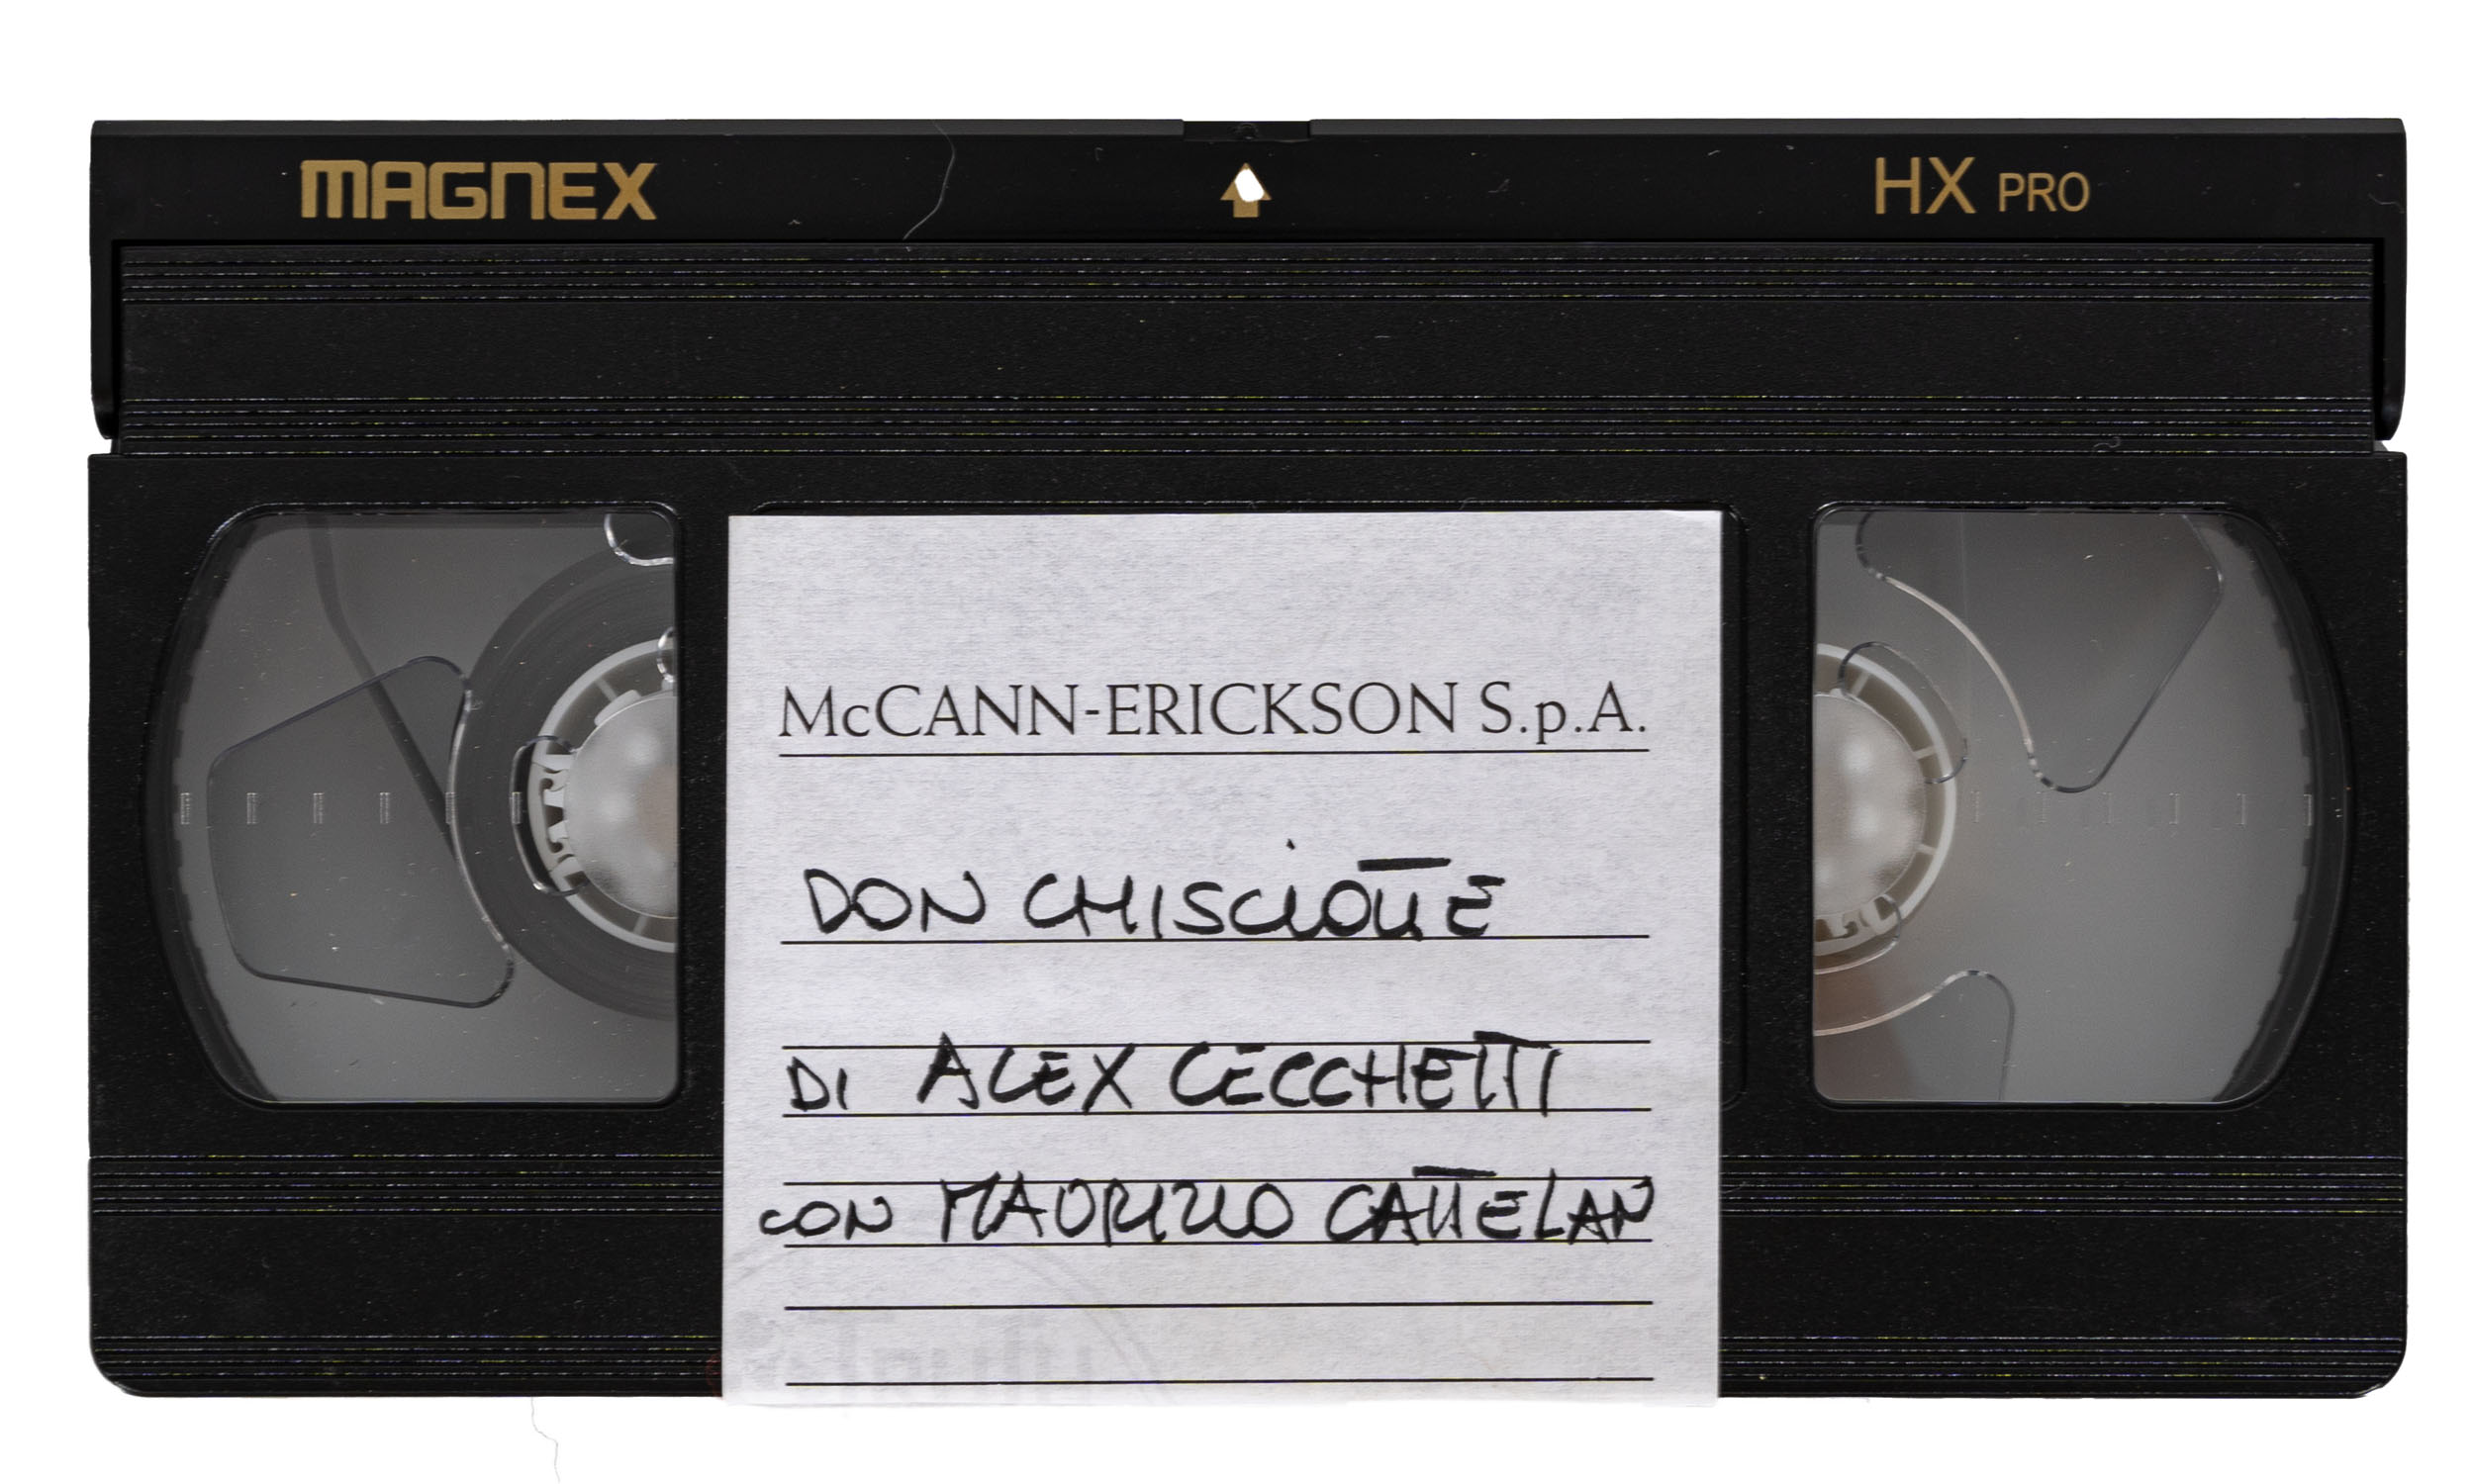 MAGNEX
HX PRO
McCANN-ERICKSON S.p.A.
DON CHISCIOTTE
DI ALEX CECCHETTI
CON MAURIZIO CATTELAN